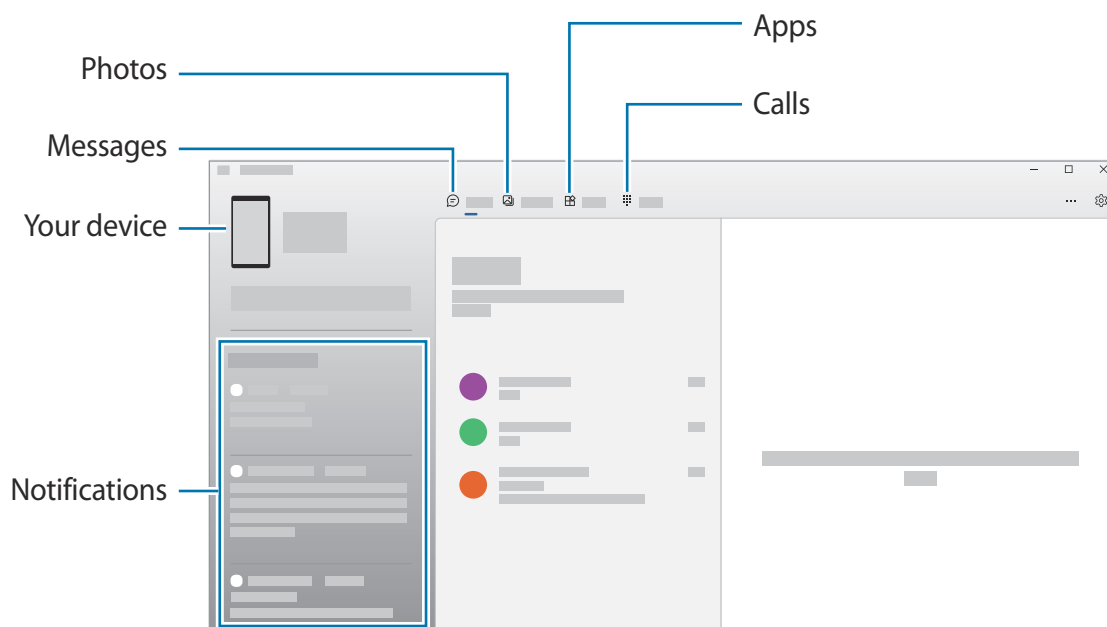 Apps
Photos
Calls
Messages
Your device
Notifications